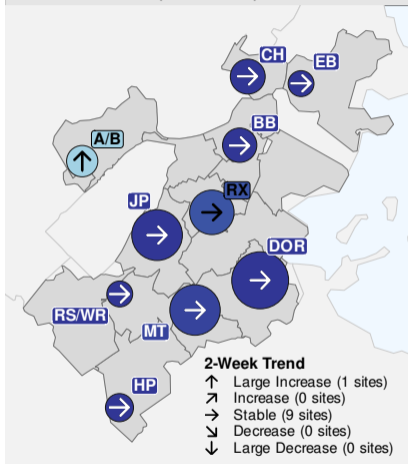 CH
EB
BB
A/B
RX
JP
DOR
RS/WR
MT
HP
2-Week Trend
↑ Large Increase (1 sites)
↗ Increase (0 sites)
→ Stable (9 sites)
↘ Decrease (0 sites)
↓ Large Decrease (0 sites)